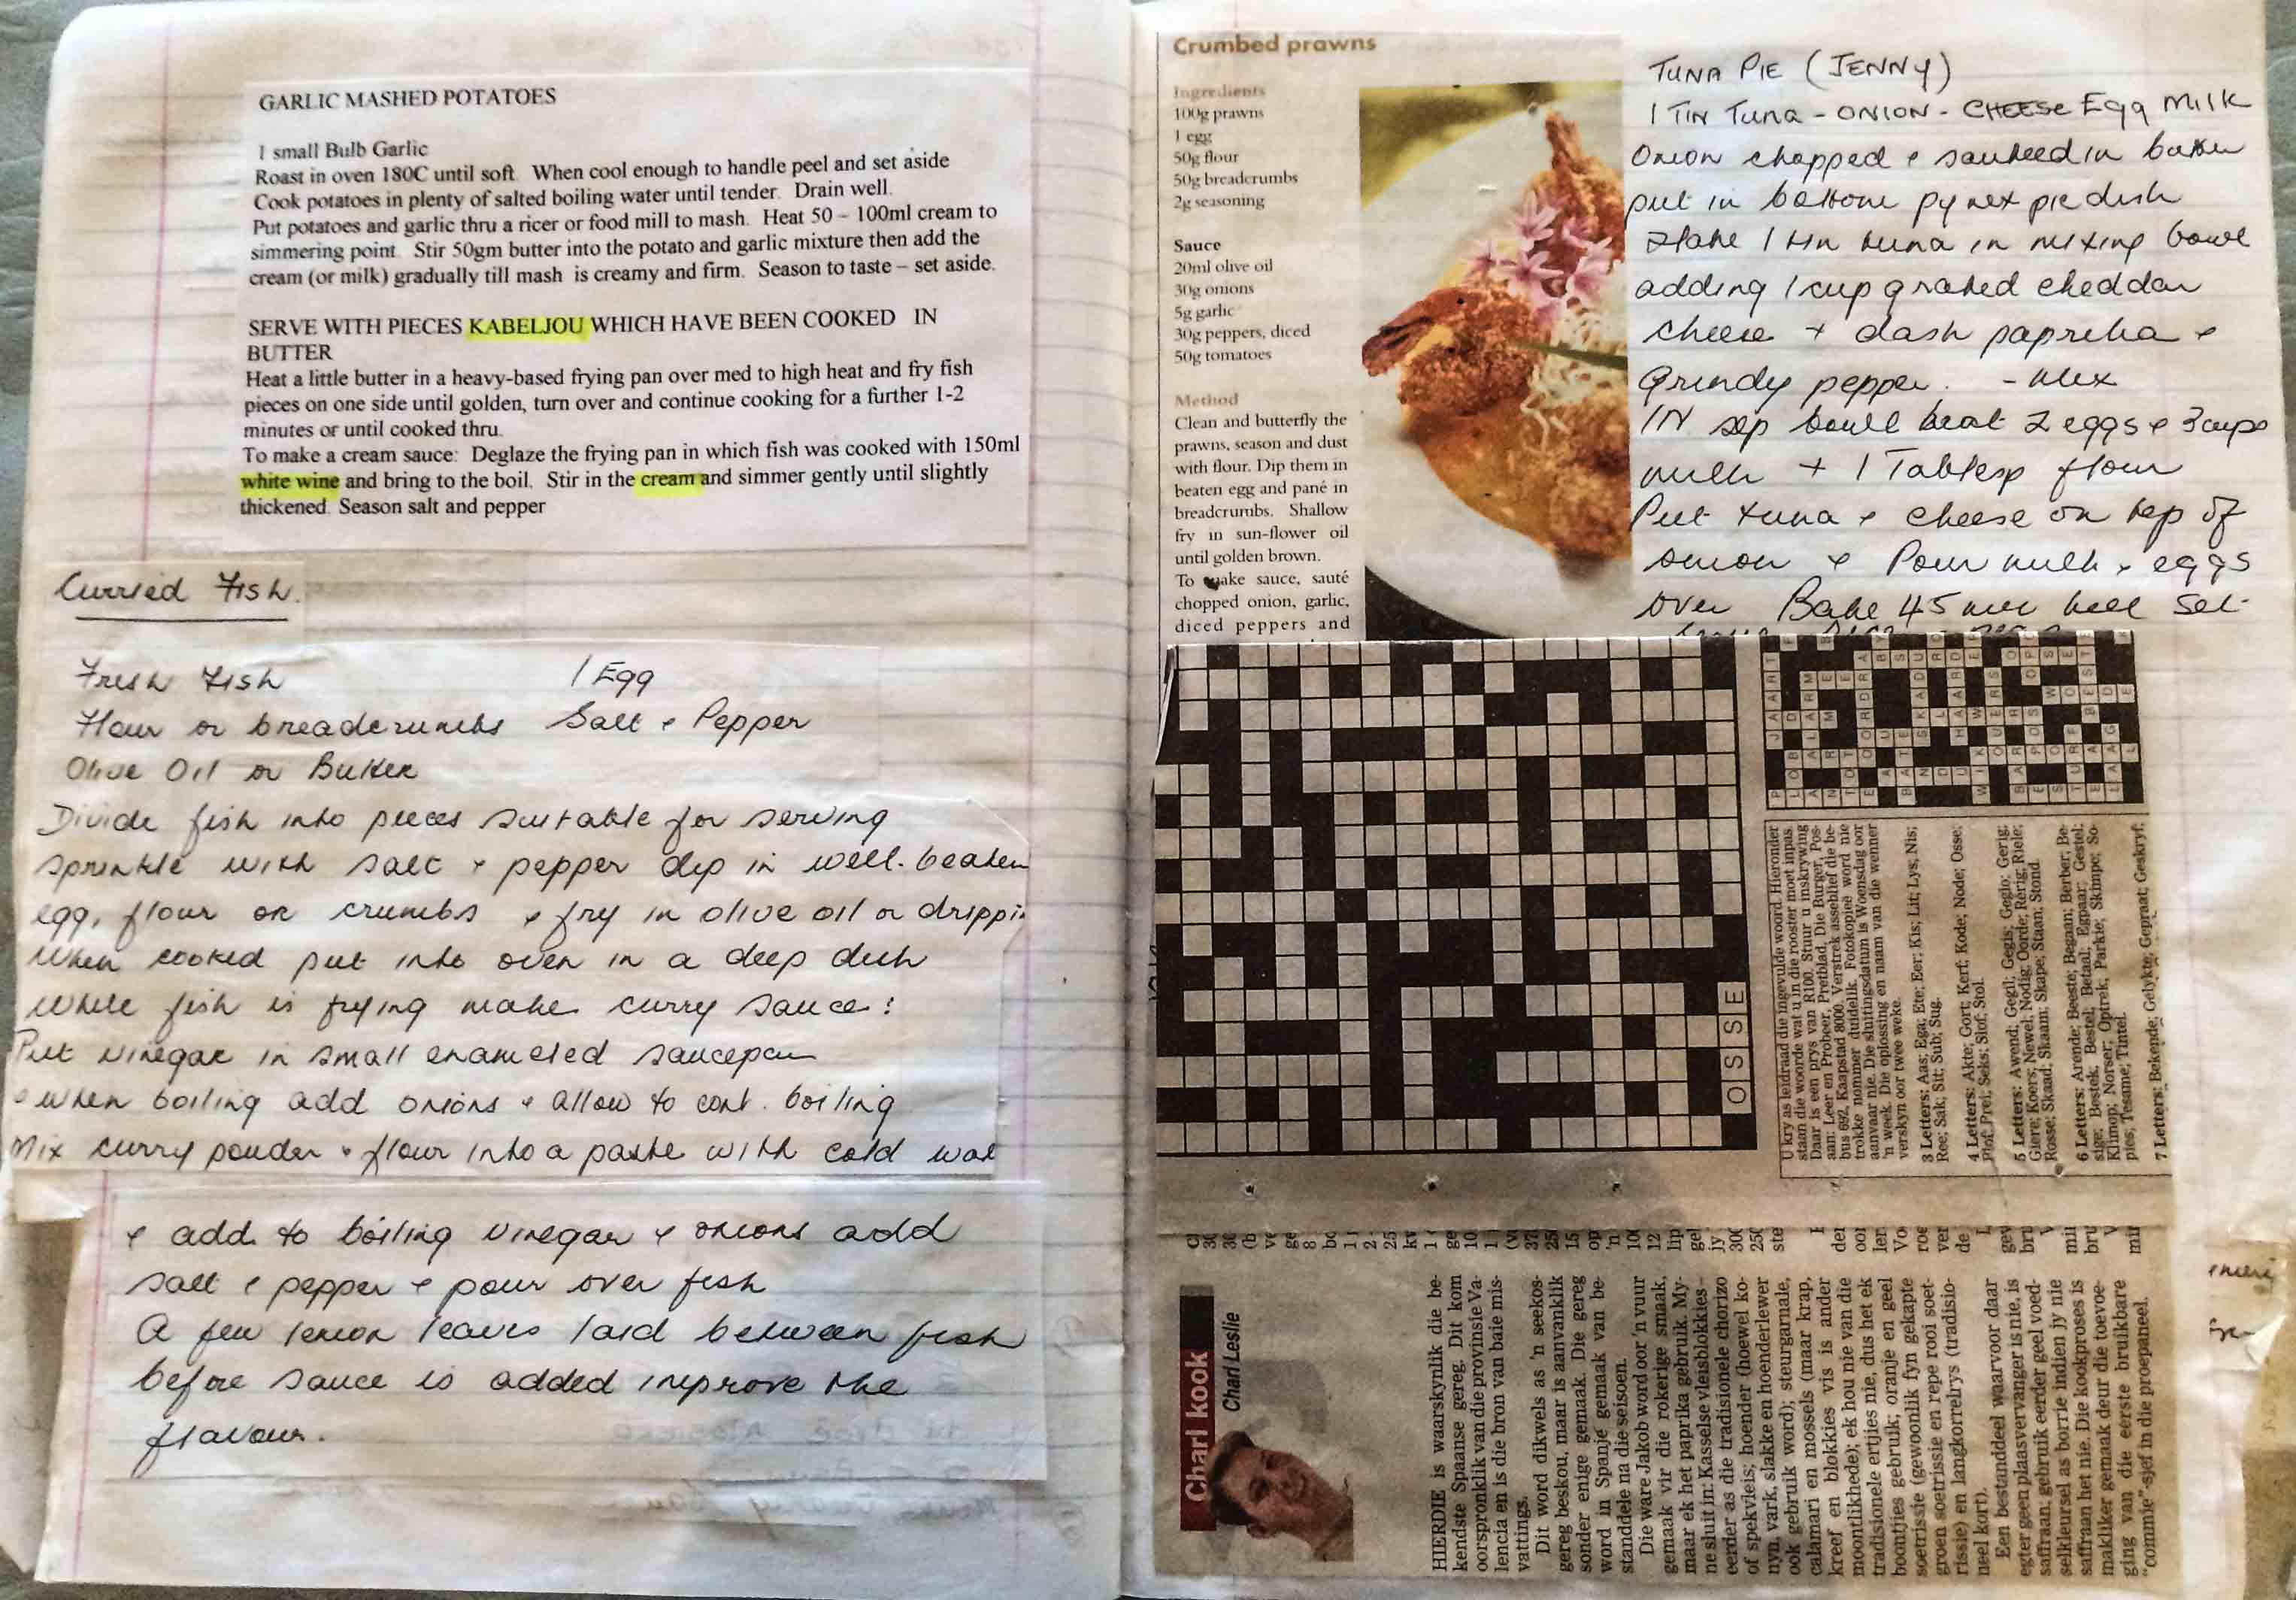 GARLIC MASHED POTATOES
1 small Bulb Garlic
Roast in oven 180C until soft. When cool enough to handle peel and set aside
Cook potatoes in plenty of salted boiling water until tender. Drain well.
Put potatoes and garlic thru a ricer or food mill to mash. Heat 50 – 100ml cream to
simmering point. Stir 50gm butter into the potato and garlic mixture then add the
cream (or milk) gradually till mash is creamy and firm. Season to taste – set aside.
SERVE WITH PIECES KABELJOU WHICH HAVE BEEN COOKED IN
BUTTER
Heat a little butter in a heavy-based frying pan over med to high heat and fry fish
pieces on one side until golden, turn over and continue cooking for a further 1-2
minutes or until cooked thru.
To make a cream sauce: Deglaze the frying pan in which fish was cooked with 150ml
white wine and bring to the boil. Stir in the cream and simmer gently until slightly
thickened. Season salt and pepper
Curried Fish.
Fresh Fish 1 Egg
Flour or breadcrumbs Salt & Pepper
Olive Oil or Butter
Divide fish into pieces suitable for serving
sprinkle with salt & pepper dip in well-beaten
egg, flour or crumbs & fry in olive oil or drippin
When cooked put into oven in a deep dish
While fish is frying make curry sauce:
Put vinegar in small enameled saucepan
& when boiling add onions & allow to cont. boiling
Mix curry powder & flour into a paste with cold wat
& add to boiling vinegar & onions add
salt & pepper & pour over fish
A few lemon leaves laid between fish
before sauce is added improve the
flavour.
Crumbed prawns
Ingredients
100g prawns
1 egg
50g flour
50g breadcrumbs
2g seasoning
Sauce
20ml olive oil
30g onions
5g garlic
30g peppers, diced
50g tomatoes
Method
Clean and butterfly the
prawns, season and dust
with flour. Dip them in
beaten egg and pané in
breadcrumbs. Shallow
fry in sun-flower oil
until golden brown.
To make sauce, sauté
chopped onion, garlic,
diced peppers and
TUNA PIE (JENNY)
1 TIN Tuna - ONION - CHEESE Egg Milk
Onion chopped & sauteed in butter
put in bottom pyrex pie dish
Flake 1 tin tuna in mixing bowl
adding 1 cup grated cheddar
cheese + dash paprika &
Grindy pepper. - Mix
IN sep bowl beat 2 eggs & 3 cups
milk + 1 Tablesp flour
Put tuna & cheese on top of
onion & Pour milk & eggs
over Bake 45 min till set
OSSE
U kry as leidraad die ingevulde woord. Hieronder
staan die woorde wat u in die rooster moet inpas.
Daar is een prys van R100. Stuur u inskrywing
aan: Leer en Probeer, Pretblad, Die Burger, Pos-
bus 692, Kaapstad 8000. Verstrek asseblief die be-
trokke nommer duidelik. Fotokopieë word nie
aanvaar nie. Die sluitingsdatum is Woensdag oor
'n week. Die oplossing en naam van die wenner
verskyn oor twee weke.
3 Letters: Aas; Ega; Ete; Eer; Kis; Lit; Lys; Nis;
Ree; Sak; Sit; Sub; Sug.
4 Letters: Akte; Gort; Kerf; Kode; Node; Osse;
Plof; Pret; Seks; Slof; Stol.
5 Letters: Awend; Gegil; Gegis; Geglo; Gerig;
Giere; Koers; Newel; Nodig; Oorde; Rerig; Riele;
Rosse; Skaad; Skaam; Skape; Staan; Stond.
6 Letters: Arende; Beeste; Begaan; Berber; Be-
sige; Bestek; Bestel; Betaal; Egpaar; Gestel;
Klimop; Norser; Optrek; Parkie; Skimpe; So-
pies; Tesame; Tintel.
7 Letters: Bekende; Gelykte; Gepraat; Geskryf;
Charl kook
Charl Leslie
HIERDIE is waarskynlik die be-
kendste Spaanse gereg. Dit kom
oorspronklik van die provinsie Va-
lencia en is die bron van baie mis-
vattings.
Dit word dikwels as 'n seekos-
gereg beskou, maar is aanvanklik
sonder enige gemaak. Die gereg
word in Spanje gemaak van be-
standdele na die seisoen.
Die ware Jakob word oor 'n vuur
gemaak vir die rokerige smaak,
maar ek het paprika gebruik. My-
ne sluit in: Kasselse vleisblokkies –
eerder as die tradisionele chorizo
of spekvleis; hoender (hoewel ko-
nyn, vark, slakke en hoenderlewer
ook gebruik word); steurgarnale,
calamari en mossels (maar krap,
kreef en blokkies vis is ander
moontlikhede); ek hou nie van die
tradisionele ertjies nie, dus het ek
boontjies gebruik; oranje en geel
soetrissie (gewoonlik fyn gekapte
groen soetrissie en repe rooi soet-
rissie) en langkorrelrys (tradisio-
neel kort).
Een bestanddeel waarvoor daar
egter geen plaasvervanger is nie, is
saffraan; gebruik eerder geel voed-
selkleursel as borrie indien jy nie
saffraan het nie. Die kookproses is
makliker gemaak deur die toevoe-
ging van die eerste bruikbare
"commie"-sjef in die proepaneel.